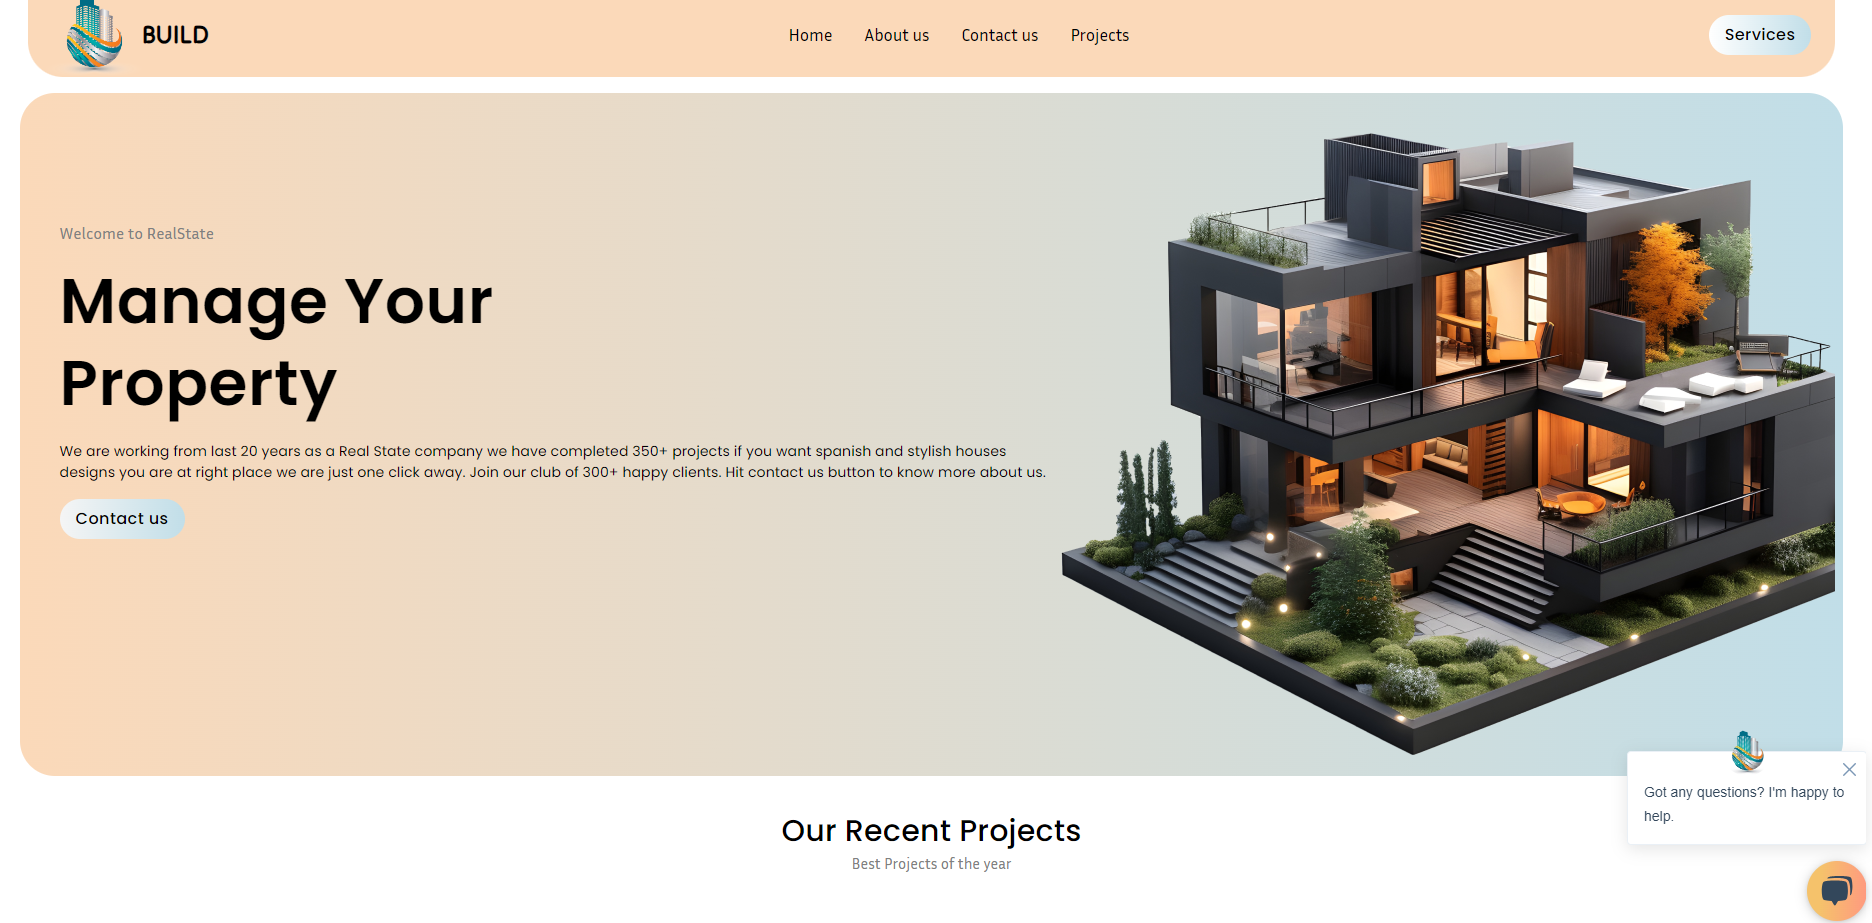 BUILD
Home
About us
Contact us
Projects
Services
Welcome to RealState
Manage Your
Property
We are working from last 20 years as a Real State company we have completed 350+ projects if you want spanish and stylish houses
designs you are at right place we are just one click away. Join our club of 300+ happy clients. Hit contact us button to know more about us.
Contact us
Our Recent Projects
Best Projects of the year
Got any questions? I'm happy to
help.